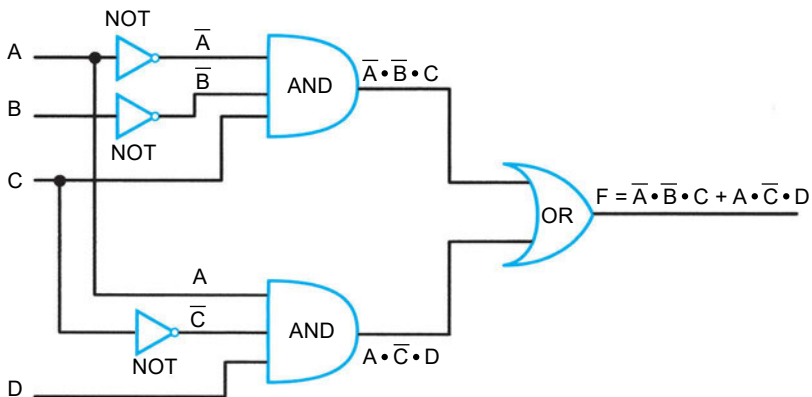 NOT
A
A̅
B̅
AND
A̅•B̅•C
B
NOT
C
OR
F = A̅•B̅•C + A•C̅•D
A
C̅
AND
NOT
A•C̅•D
D